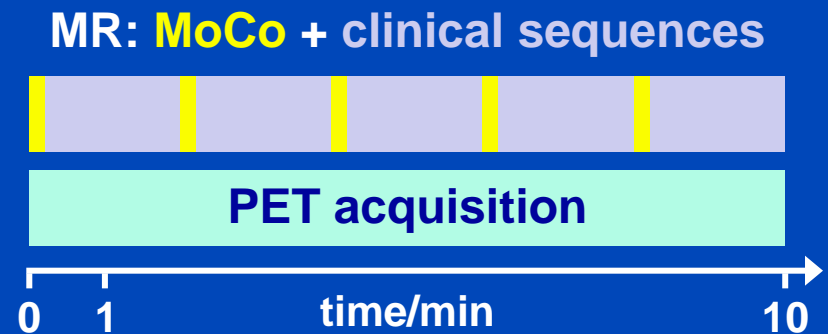 MR: MoCo + clinical sequences
PET acquisition
0 1 time/min 10